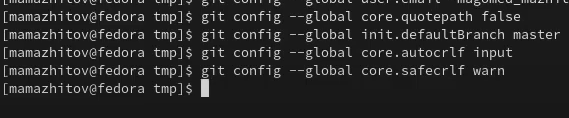 [mamazhitov@fedora tmp]$ git config --global core.quotepath false
[mamazhitov@fedora tmp]$ git config --global init.defaultBranch master
[mamazhitov@fedora tmp]$ git config --global core.autocrlf input
[mamazhitov@fedora tmp]$ git config --global core.safecrlf warn
[mamazhitov@fedora tmp]$